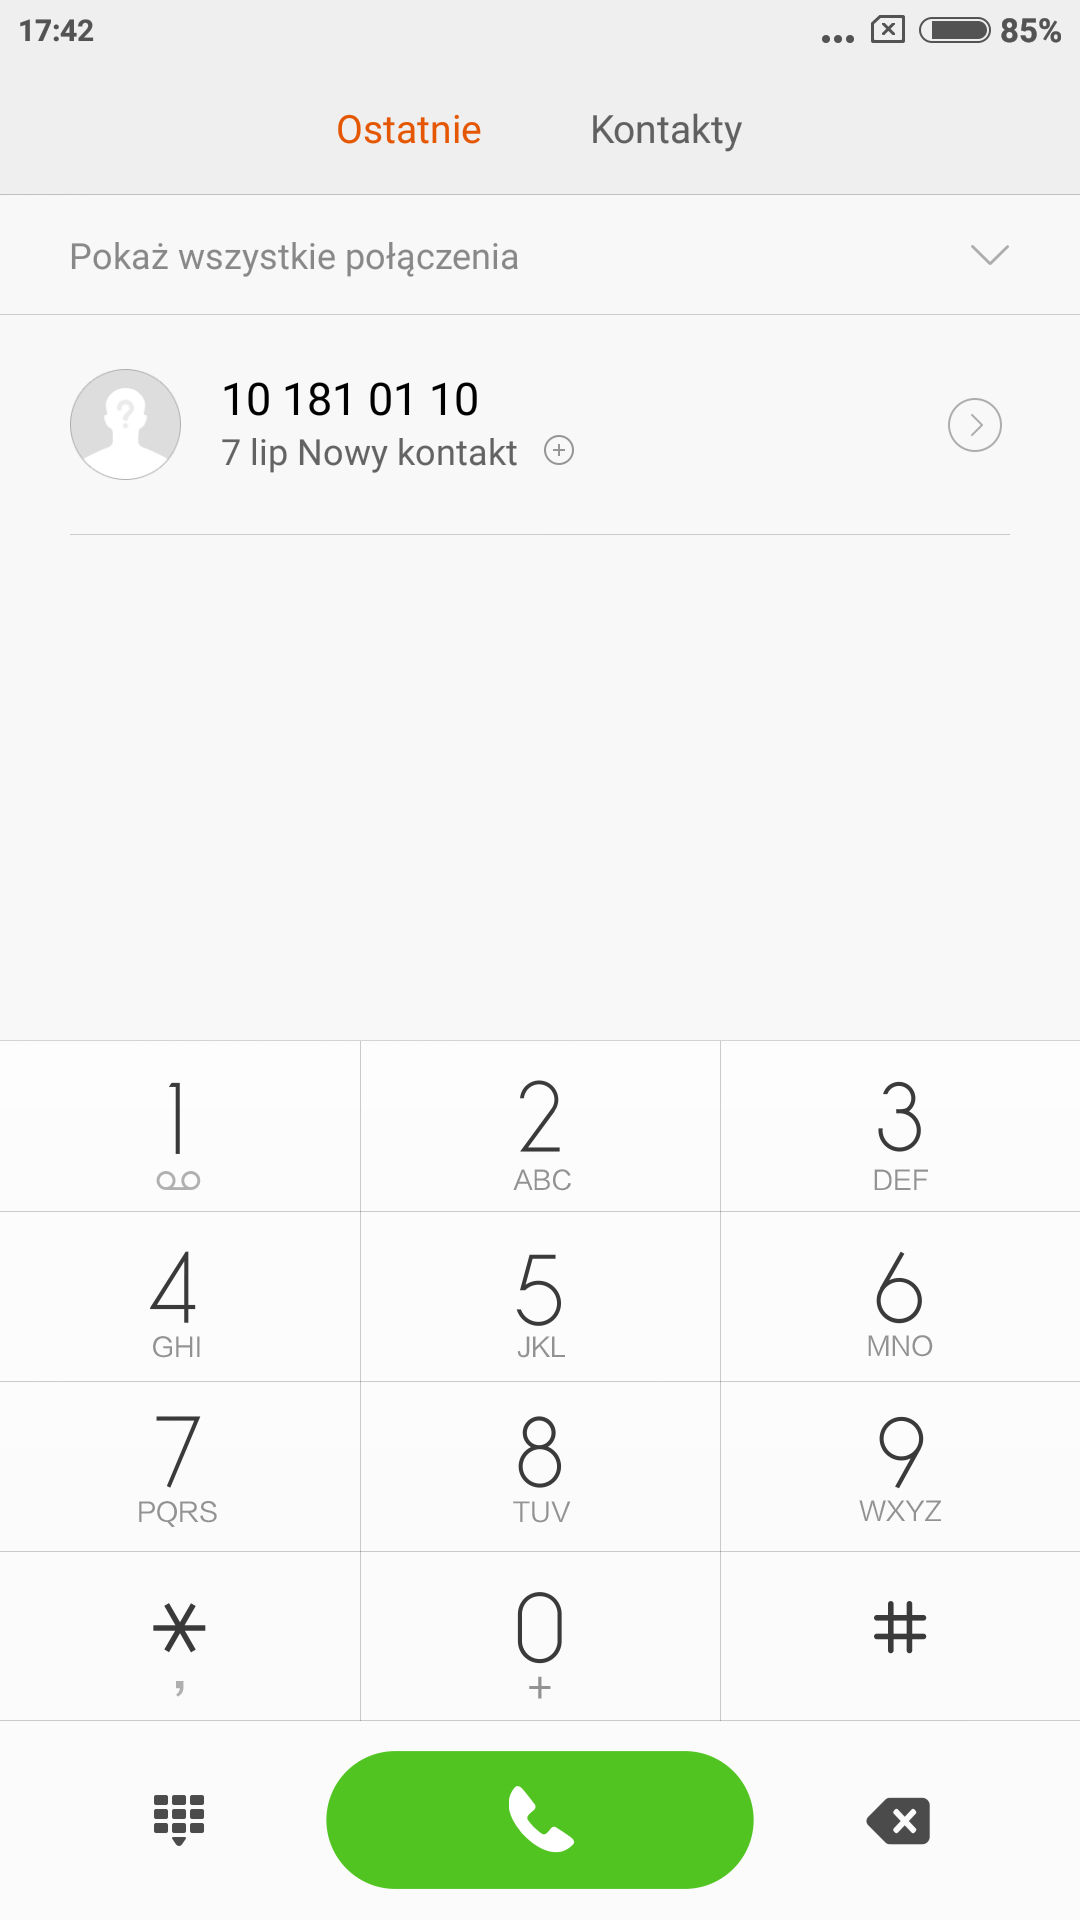 17:42 ... 85%
Ostatnie Kontakty
Pokaż wszystkie połączenia
10 181 01 10
7 lip Nowy kontakt
1 2 3
ABC DEF
4 5 6
GHI JKL MNO
7 8 9
PQRS TUV WXYZ
* 0 #
, +